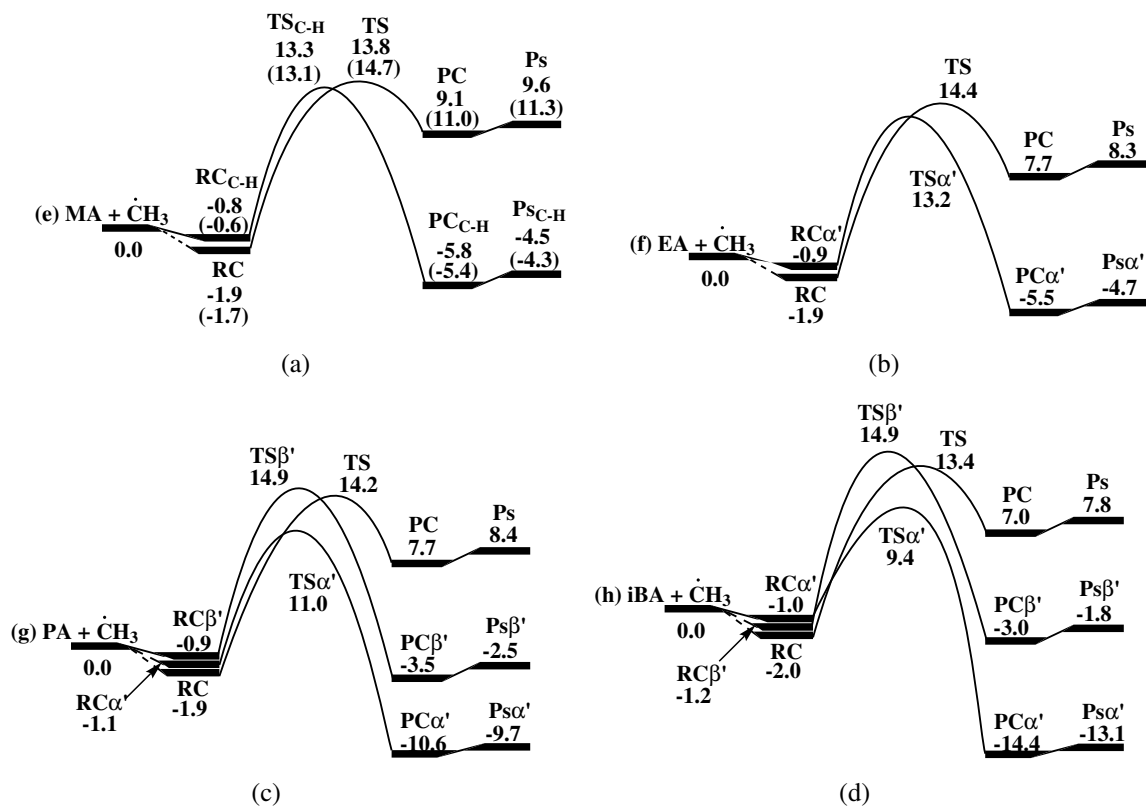 TS_C-H
13.3
(13.1)
TS
13.8
(14.7)
PC
9.1
(11.0)
Ps
9.6
(11.3)
RC_C-H
-0.8
(-0.6)
(e) MA + ĊH₃
0.0
RC
-1.9
(-1.7)
PC_C-H
-5.8
(-5.4)
Ps_C-H
-4.5
(-4.3)
(a)
TS
14.4
TSα'
13.2
PC
7.7
Ps
8.3
(f) EA + ĊH₃
0.0
RCα'
-0.9
RC
-1.9
PCα'
-5.5
Psα'
-4.7
(b)
TSβ'
14.9
TS
14.2
TSα'
11.0
PC
7.7
Ps
8.4
(g) PA + ĊH₃
0.0
RCβ'
-0.9
RCα'
-1.1
RC
-1.9
PCβ'
-3.5
Psβ'
-2.5
PCα'
-10.6
Psα'
-9.7
(c)
TSβ'
14.9
TS
13.4
TSα'
9.4
PC
7.0
Ps
7.8
(h) iBA + ĊH₃
0.0
RCα'
-1.0
RCβ'
-1.2
RC
-2.0
PCβ'
-3.0
Psβ'
-1.8
PCα'
-14.4
Psα'
-13.1
(d)